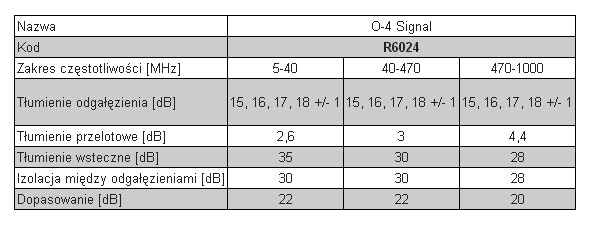 Nazwa O-4 Signal
Kod R6024
Zakres częstotliwości [MHz] 5-40 40-470 470-1000
Tłumienie odgałęzienia [dB] 15, 16, 17, 18 +/- 1 15, 16, 17, 18 +/- 1 15, 16, 17, 18 +/- 1
Tłumienie przelotowe [dB] 2,6 3 4,4
Tłumienie wsteczne [dB] 35 30 28
Izolacja między odgałęzieniami [dB] 30 30 28
Dopasowanie [dB] 22 22 20